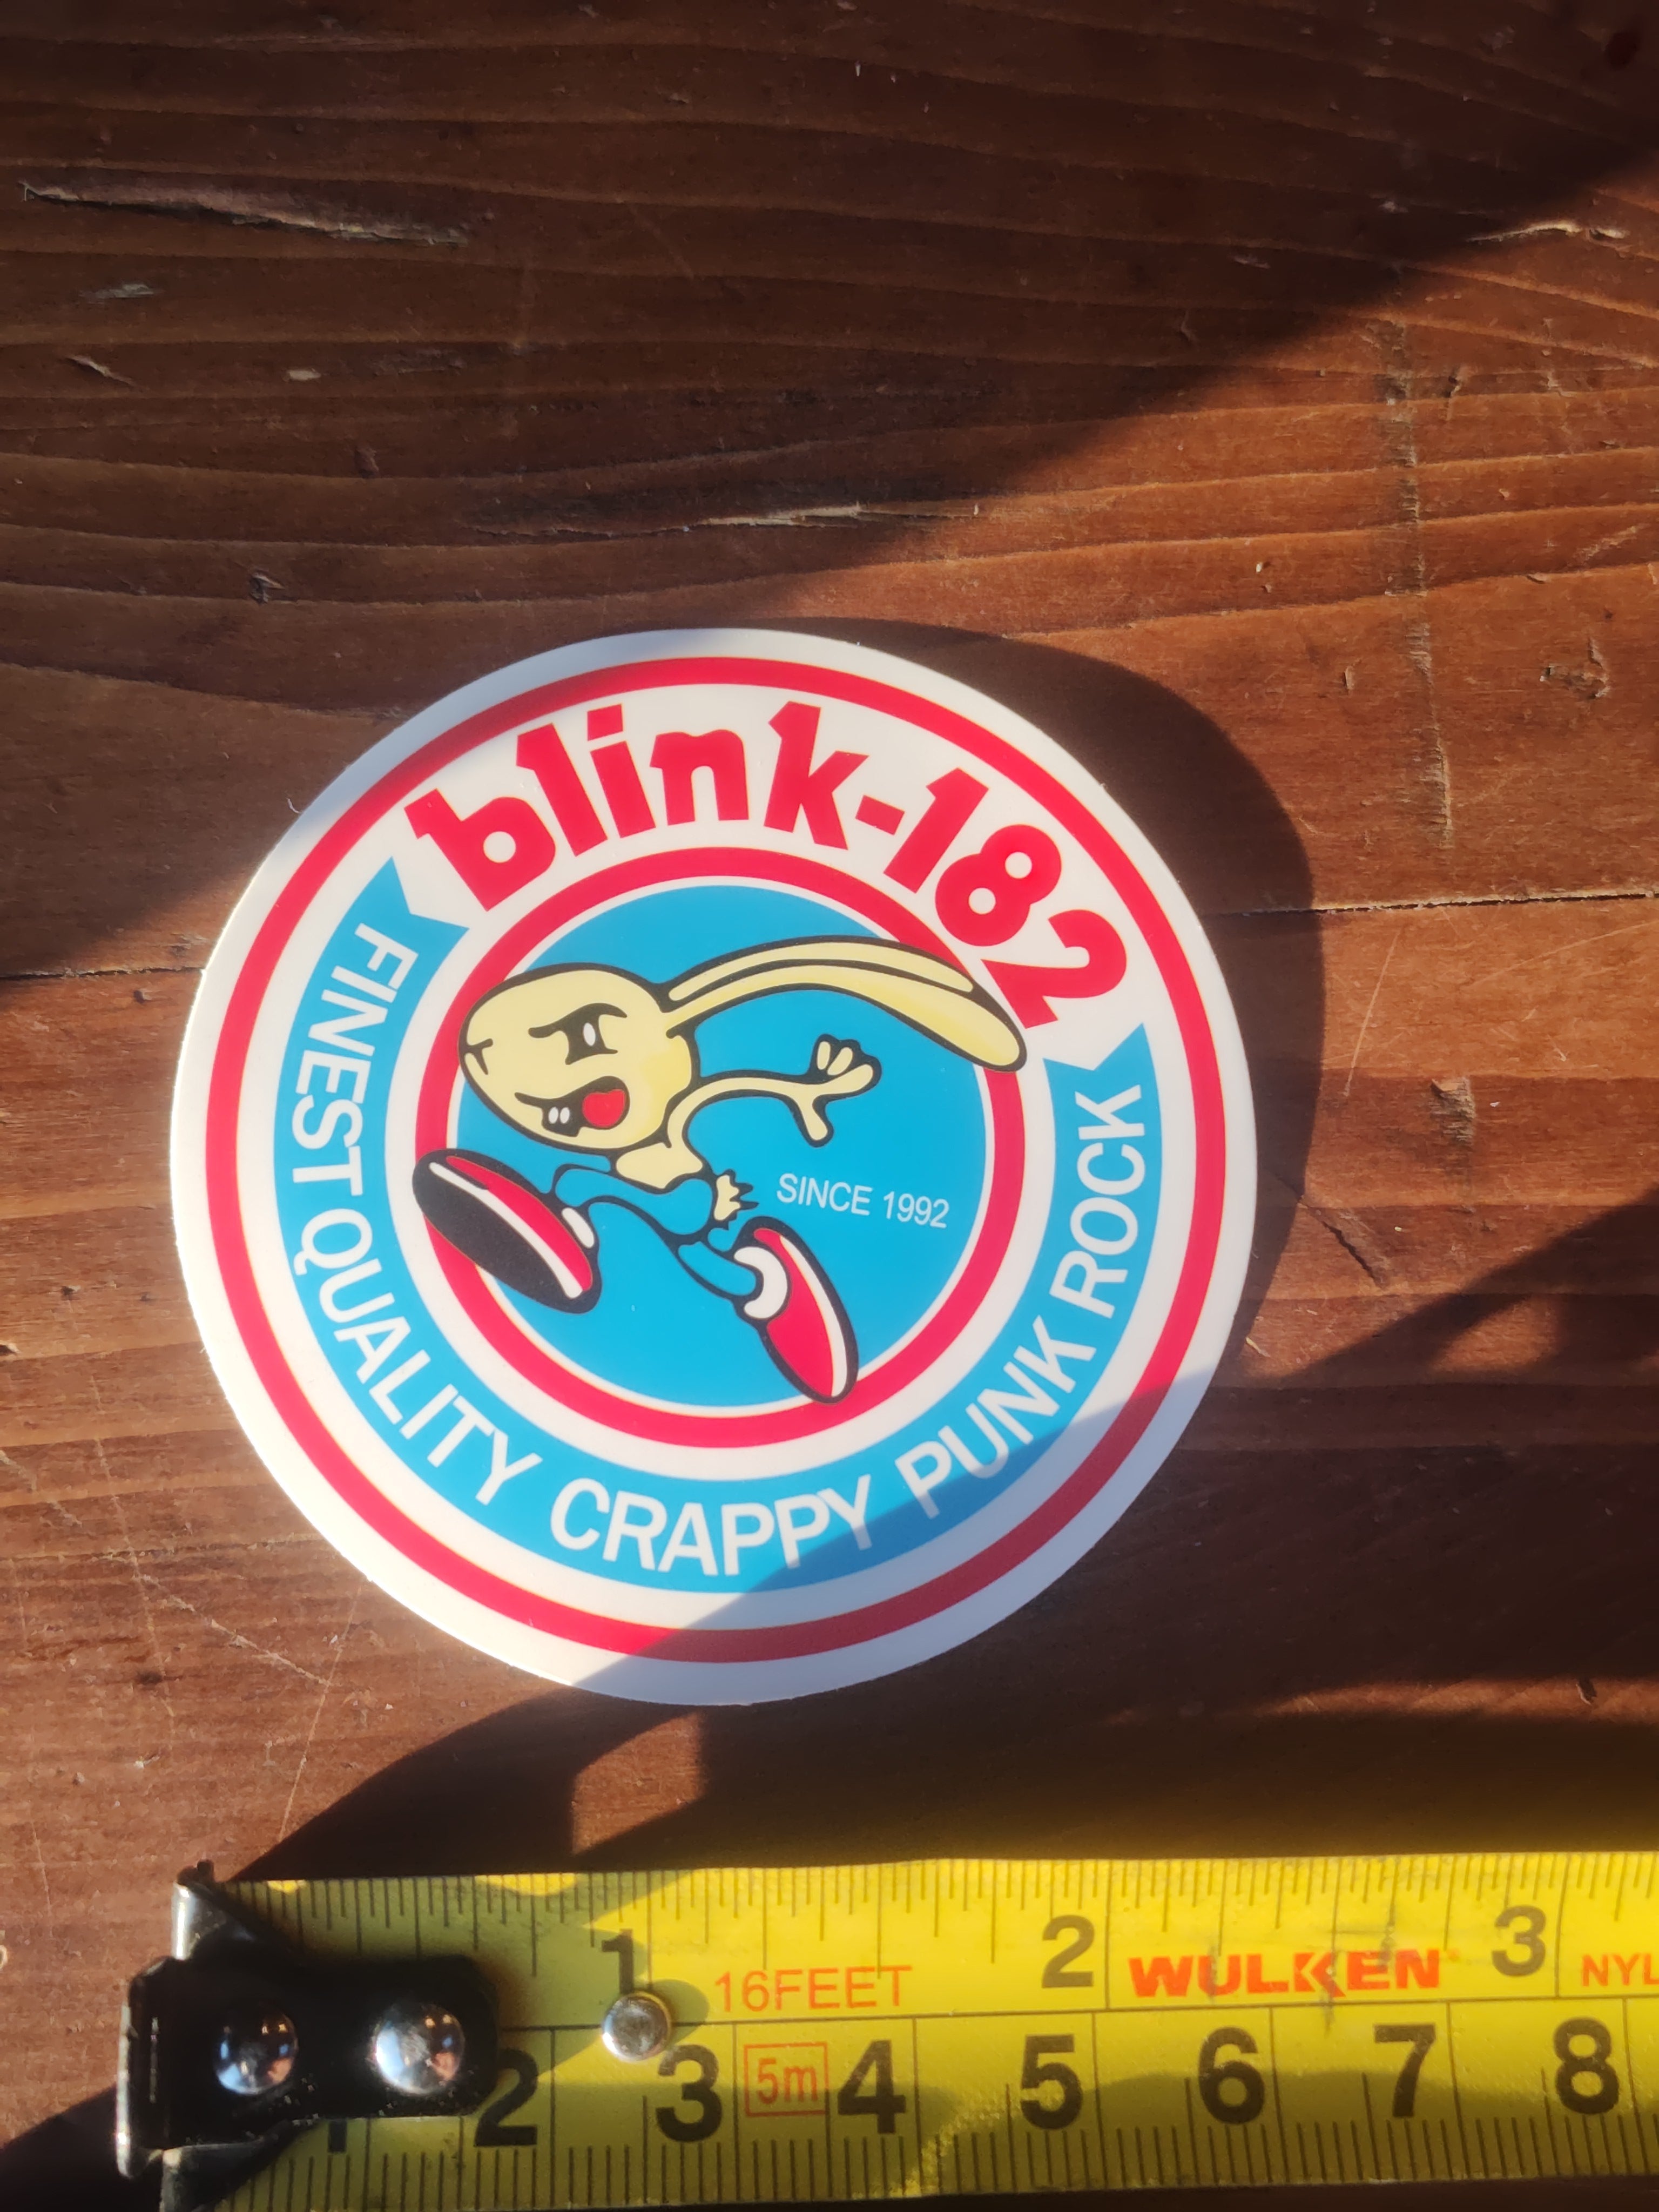 blink-182
FINEST QUALITY CRAPPY PUNK ROCK
SINCE 1992
1 16FEET 2 WULKEN 3
1 2 3 5m 4 5 6 7 8